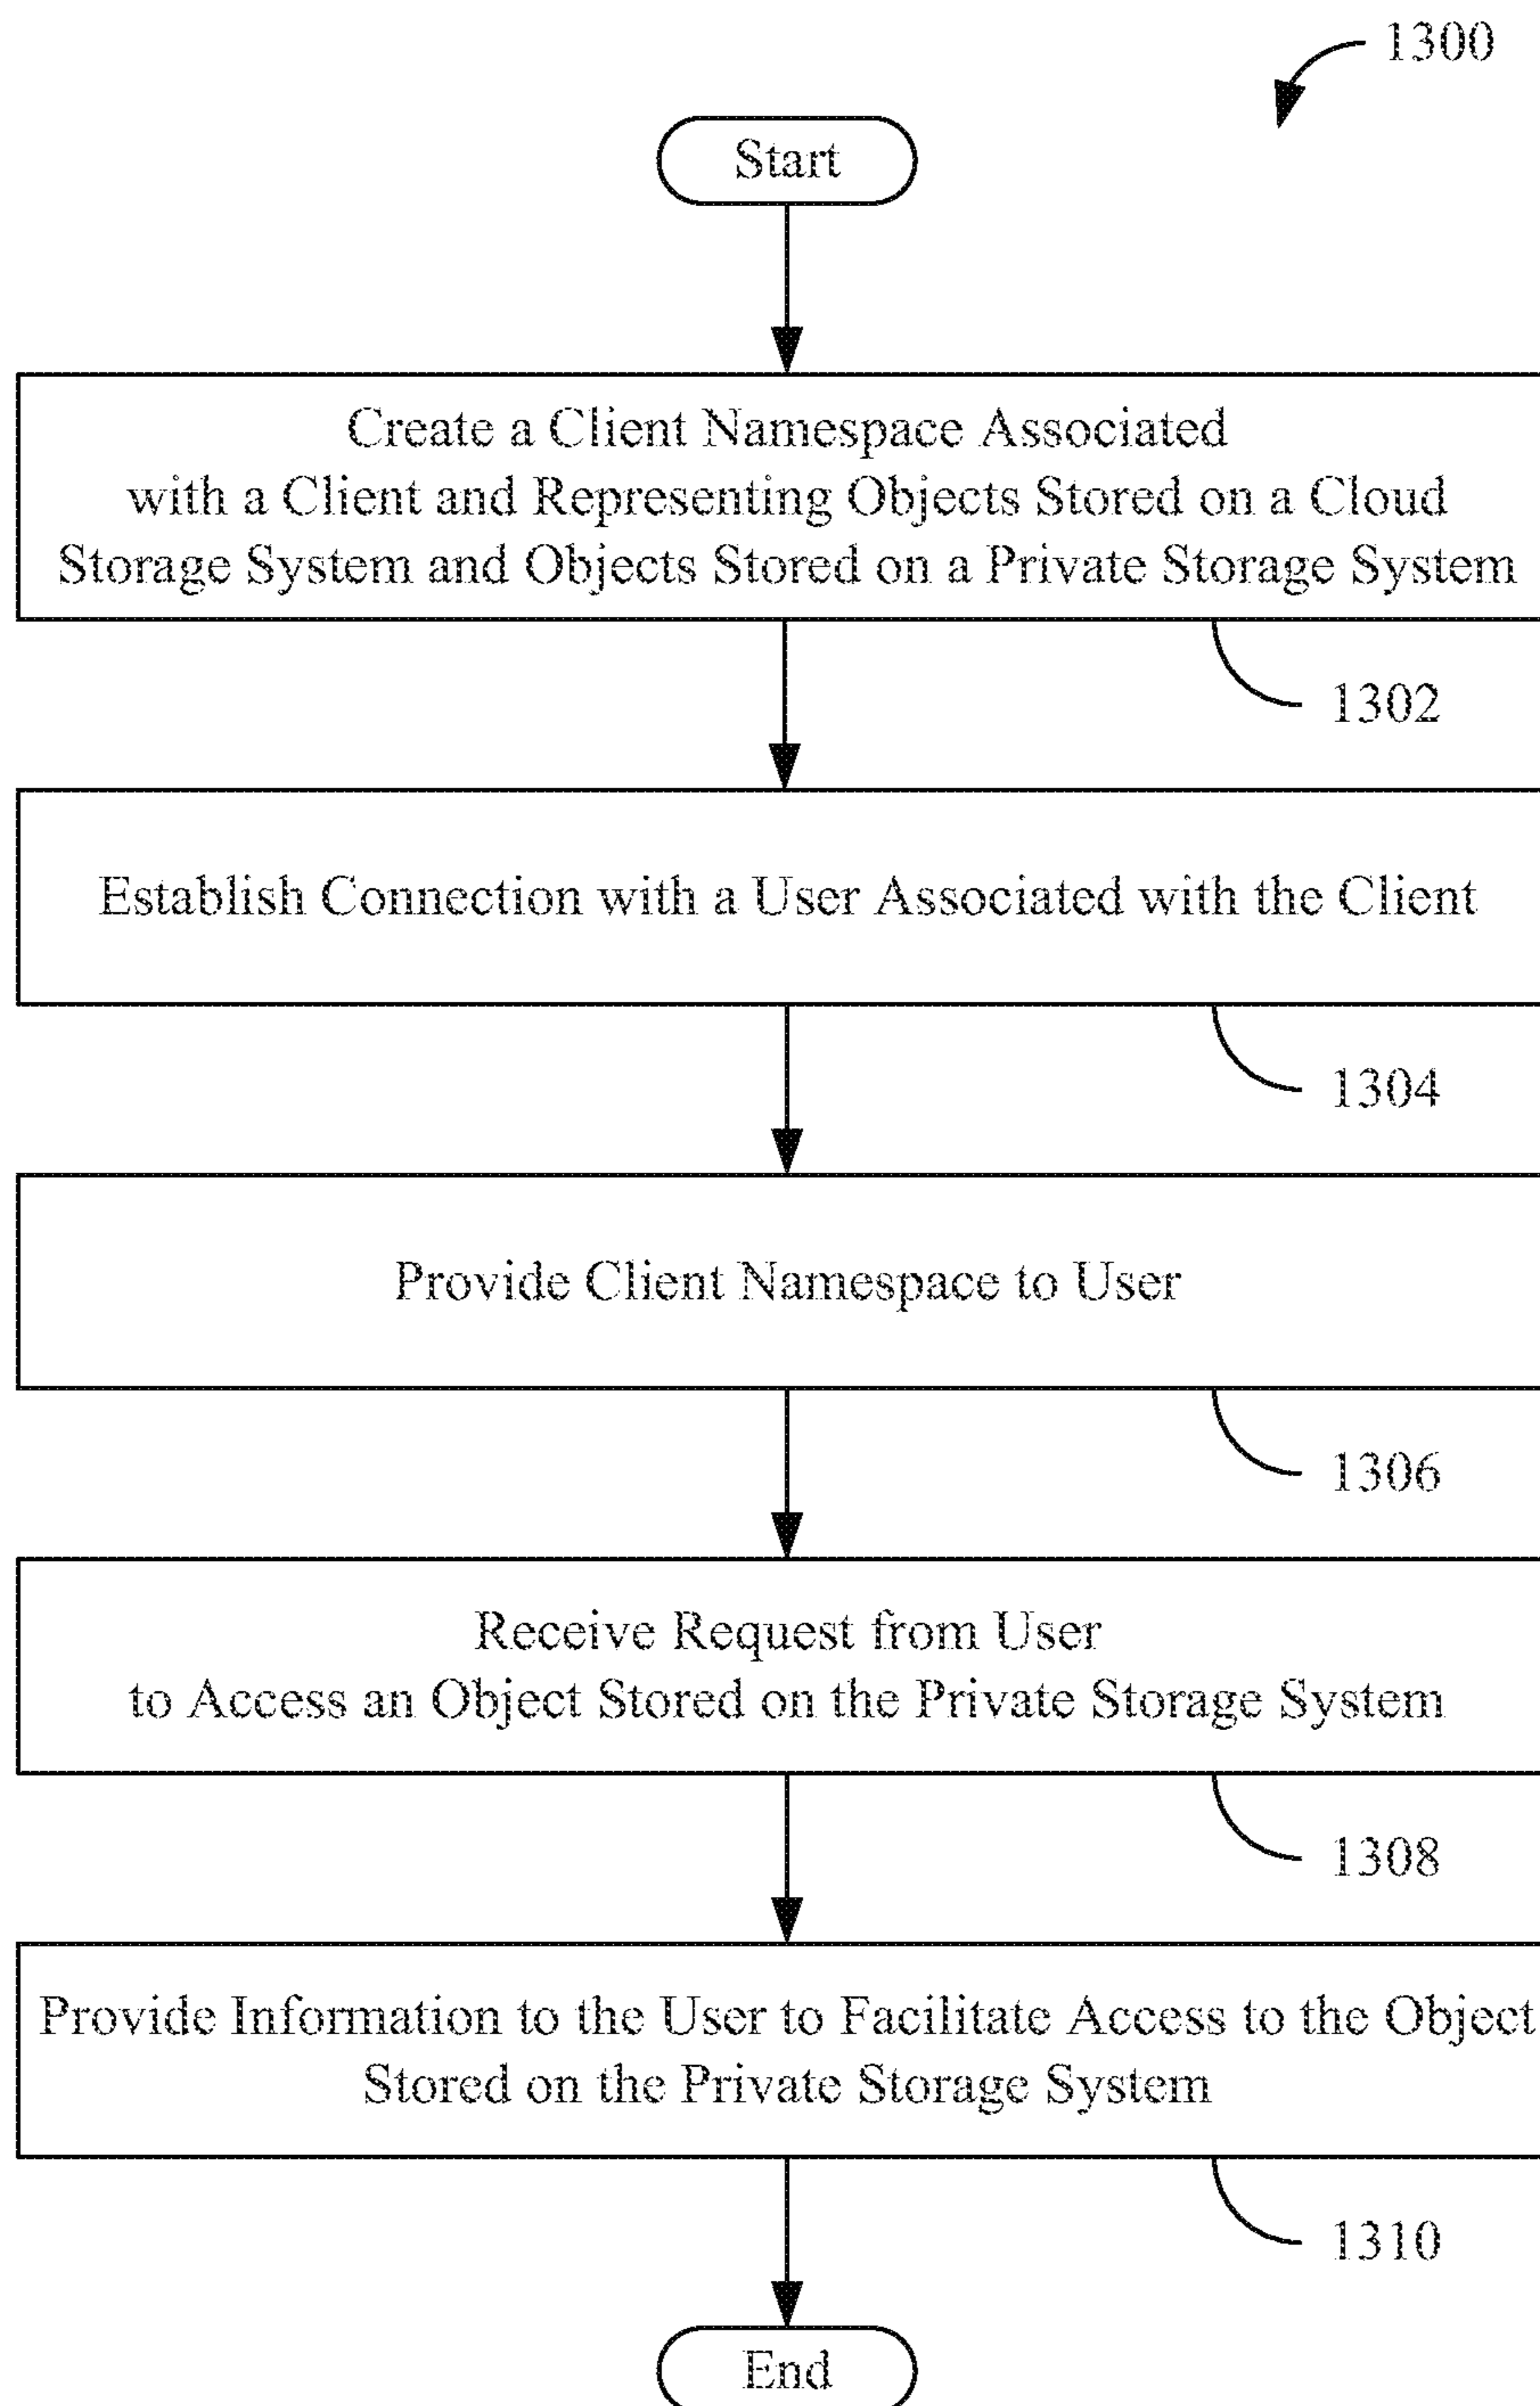 1300
Start
Create a Client Namespace Associated
with a Client and Representing Objects Stored on a Cloud
Storage System and Objects Stored on a Private Storage System
1302
Establish Connection with a User Associated with the Client
1304
Provide Client Namespace to User
1306
Receive Request from User
to Access an Object Stored on the Private Storage System
1308
Provide Information to the User to Facilitate Access to the Object
Stored on the Private Storage System
1310
End